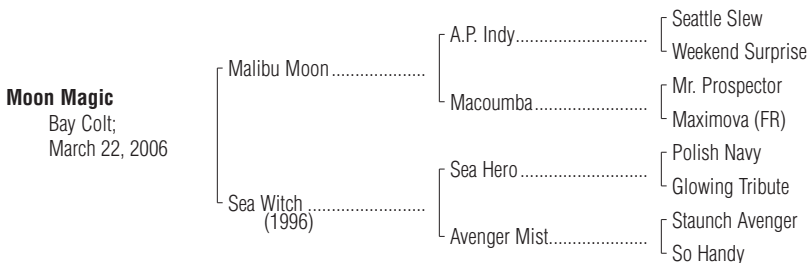 Moon Magic
Bay Colt;
March 22, 2006
Malibu Moon....................
Sea Witch.........................
(1996)
A.P. Indy............................
Macoumba........................
Sea Hero...........................
Avenger Mist.....................
Seattle Slew
Weekend Surprise
Mr. Prospector
Maximova (FR)
Polish Navy
Glowing Tribute
Staunch Avenger
So Handy